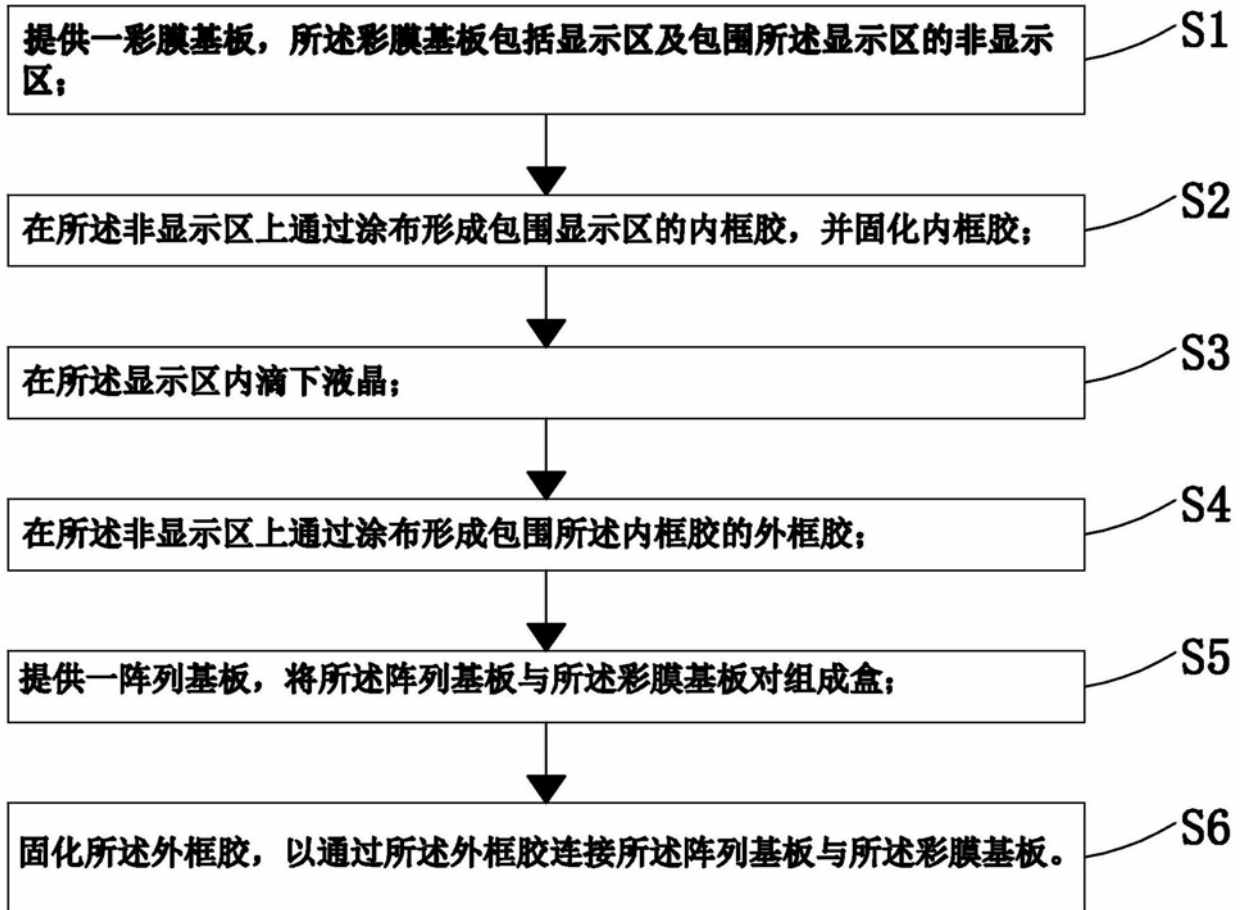 提供一彩膜基板，所述彩膜基板包括显示区及包围所述显示区的非显示
区；
S1
在所述非显示区上通过涂布形成包围显示区的内框胶，并固化内框胶；
S2
在所述显示区内滴下液晶；
S3
在所述非显示区上通过涂布形成包围所述内框胶的外框胶；
S4
提供一阵列基板，将所述阵列基板与所述彩膜基板对组成盒；
S5
固化所述外框胶，以通过所述外框胶连接所述阵列基板与所述彩膜基板。
S6